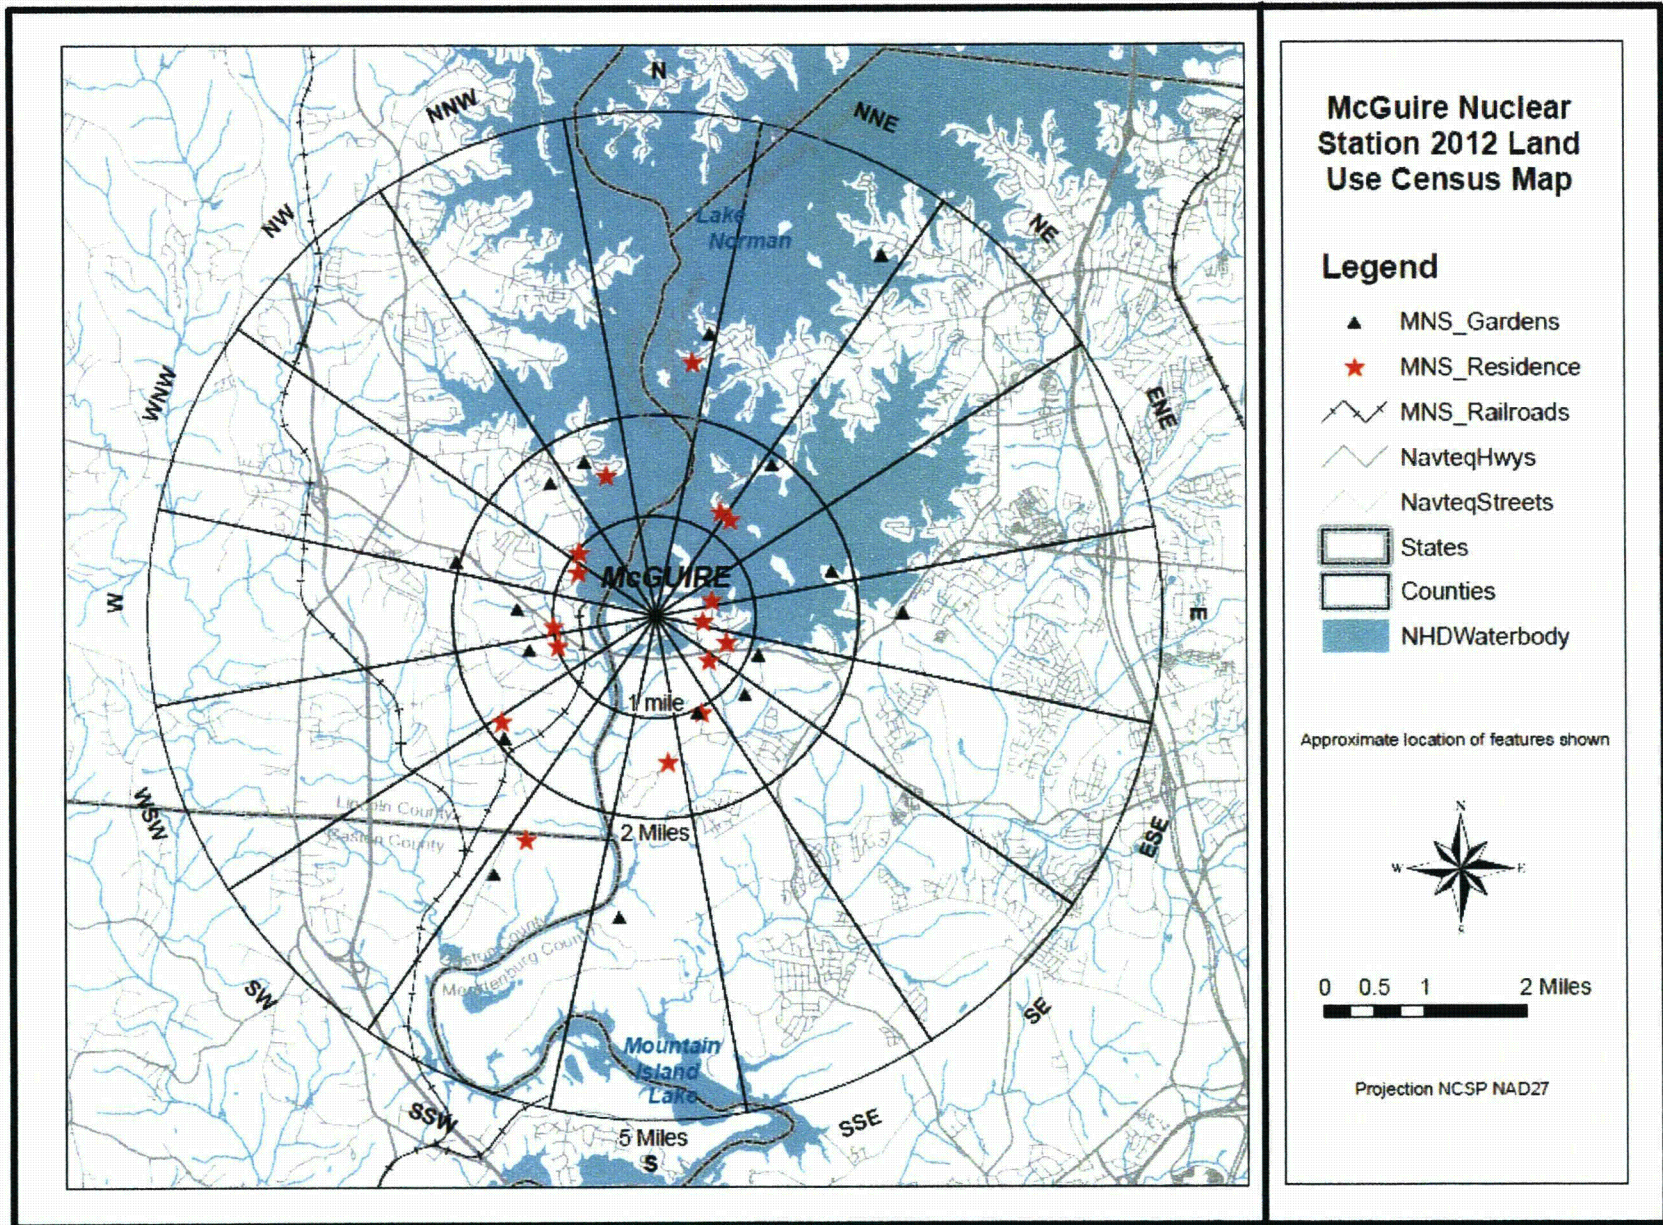 N
NNW
NNE
NW
NE
WNW
ENE
W
E
WSW
ESE
SW
SE
SSW
SSE
S
Lake
Norman
McGUIRE
1 mile
2 Miles
5 Miles
Lincoln County
Gaston County
Gaston County
Mecklenburg County
Mountain
Island
Lake
McGuire Nuclear
Station 2012 Land
Use Census Map
Legend
MNS_Gardens
MNS_Residence
MNS_Railroads
NavteqHwys
NavteqStreets
States
Counties
NHDWaterbody
Approximate location of features shown
N
W E
S
0 0.5 1 2 Miles
Projection NCSP NAD27